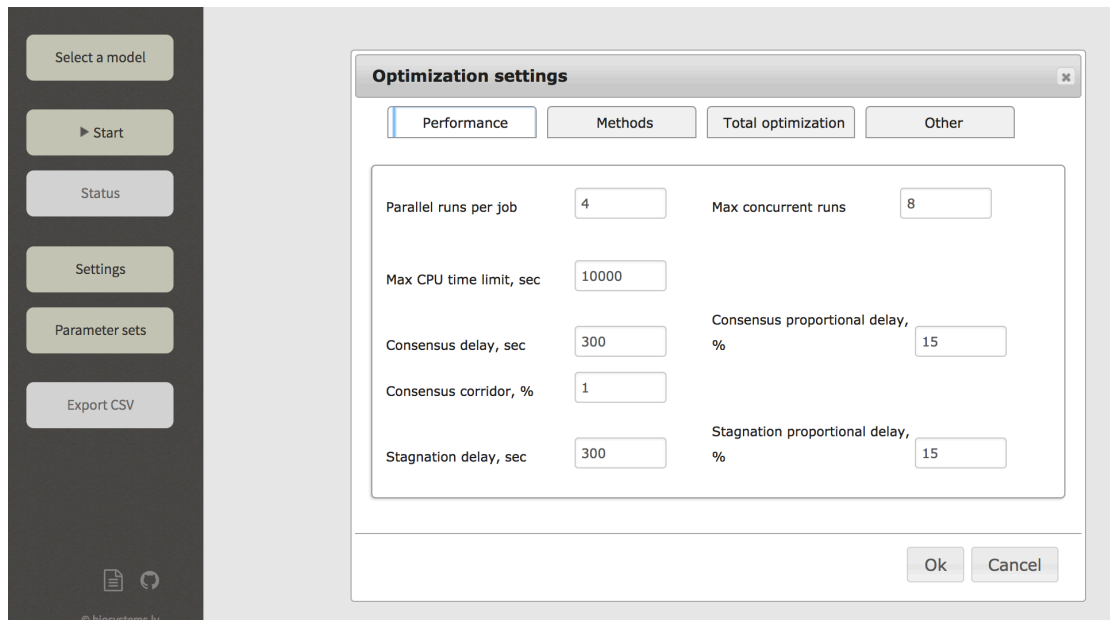 Select a model
Start
Status
Settings
Parameter sets
Export CSV
Optimization settings
Performance Methods Total optimization Other
Parallel runs per job 4 Max concurrent runs 8
Max CPU time limit, sec 10000
Consensus delay, sec 300 Consensus proportional delay, % 15
Consensus corridor, % 1
Stagnation delay, sec 300 Stagnation proportional delay, % 15
Ok Cancel